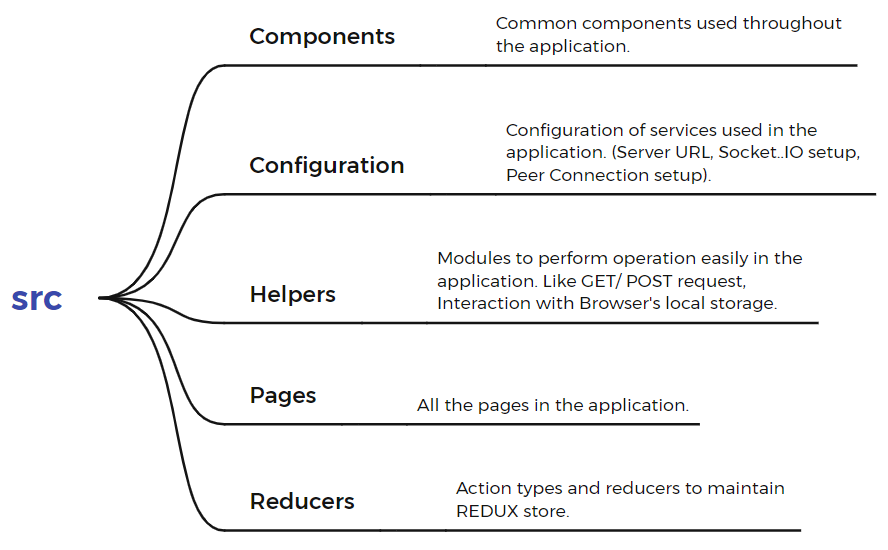 Components
Common components used throughout
the application.
Configuration
Configuration of services used in the
application. (Server URL, Socket..IO setup,
Peer Connection setup).
src
Helpers
Modules to perform operation easily in the
application. Like GET/ POST request,
Interaction with Browser's local storage.
Pages
All the pages in the application.
Reducers
Action types and reducers to maintain
REDUX store.